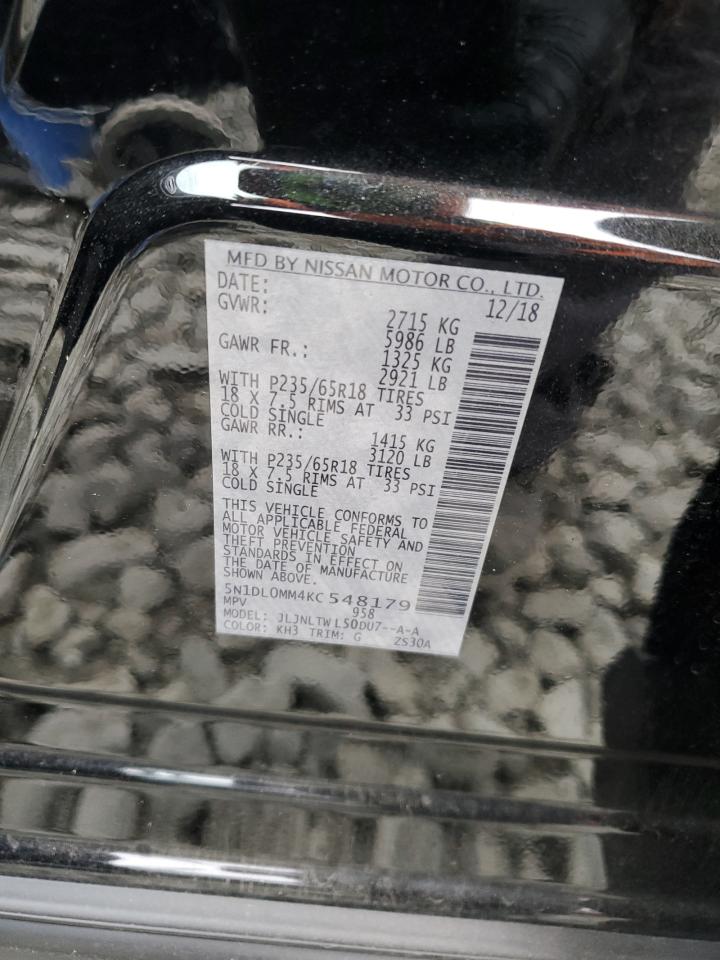 MFD BY NISSAN MOTOR CO., LTD.
DATE: 12/18
GVWR: 2715 KG
5986 LB
GAWR FR.: 1325 KG
2921 LB
WITH P235/65R18 TIRES
18 X 7.5 RIMS AT 33 PSI
COLD SINGLE
GAWR RR.: 1415 KG
3120 LB
WITH P235/65R18 TIRES
18 X 7.5 RIMS AT 33 PSI
COLD SINGLE
THIS VEHICLE CONFORMS TO
ALL APPLICABLE FEDERAL
MOTOR VEHICLE SAFETY AND
THEFT PREVENTION
STANDARDS IN EFFECT ON
THE DATE OF MANUFACTURE
SHOWN ABOVE.
5N1DL0MM4KC548179
MPV 958
MODEL: JLJNLTWL50DU7--A-A
COLOR: KH3 TRIM: G ZS30A